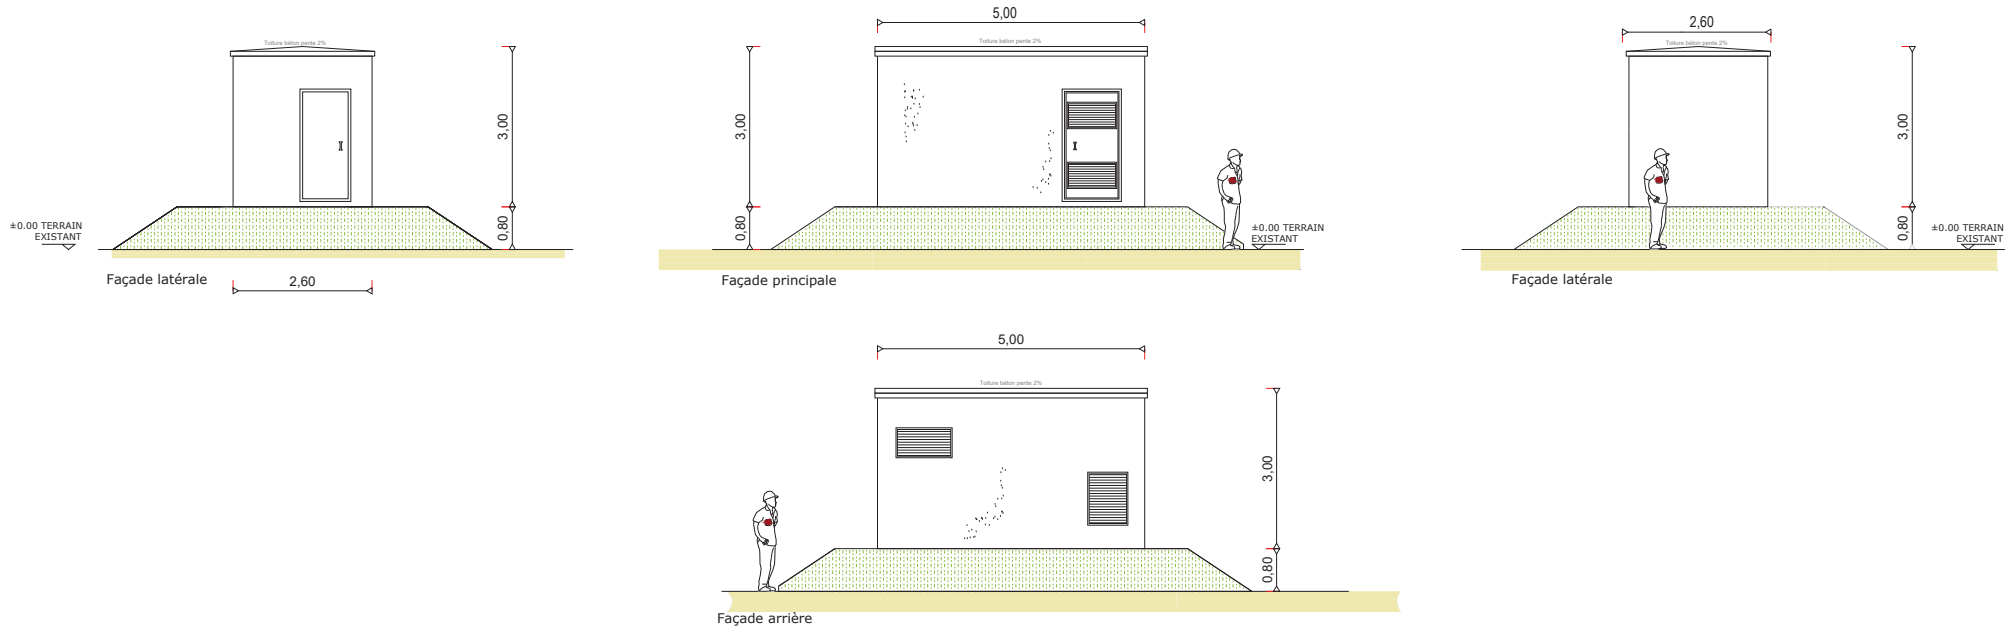 Toiture béton pente 2%
3,00
0,80
±0.00 TERRAIN
EXISTANT
Façade latérale
2,60
5,00
Toiture béton pente 2%
3,00
0,80
±0.00 TERRAIN
EXISTANT
Façade principale
2,60
Toiture béton pente 2%
3,00
0,80
±0.00 TERRAIN
EXISTANT
Façade latérale
5,00
Toiture béton pente 2%
3,00
0,80
Façade arrière